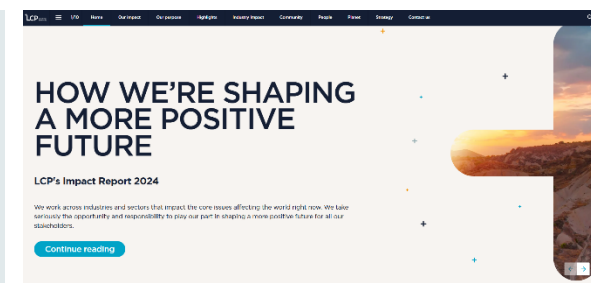 LCP
1/10 Home Our impact Our purpose Highlights Industry impact Community People Planet Strategy Contact us
HOW WE'RE SHAPING
A MORE POSITIVE
FUTURE
LCP's Impact Report 2024
We work across industries and sectors that impact the core issues affecting the world right now. We take
seriously the opportunity and responsibility to play our part in shaping a more positive future for all our
stakeholders.
Continue reading